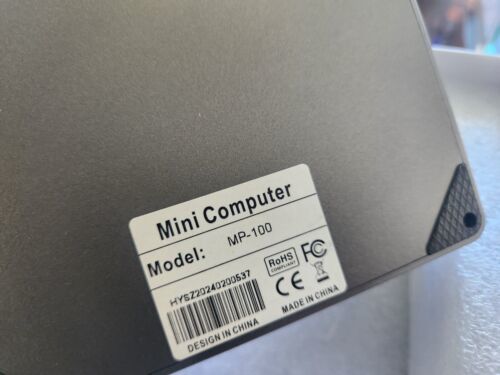 Mini Computer
Model: MP-100
RoHS
COMPLIANT
FC
CE
HYSZ20240200537
DESIGN IN CHINA
MADE IN CHINA